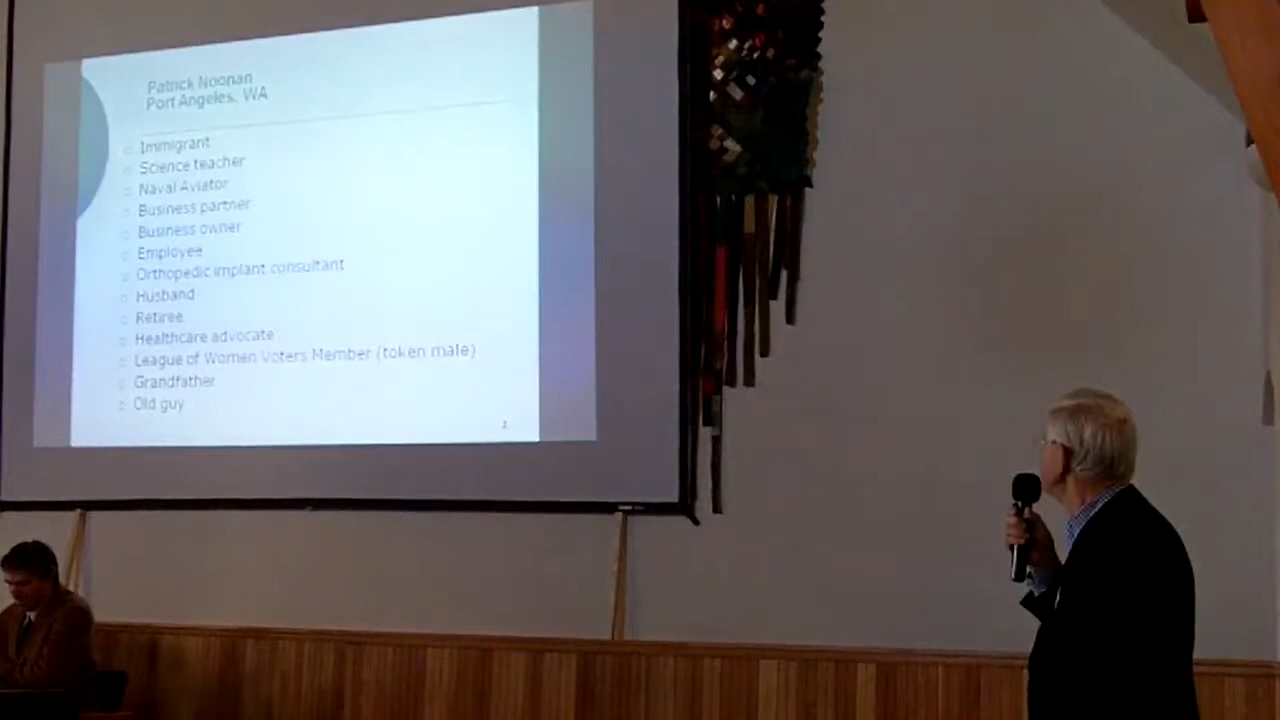 Patrick Noonan
Port Angeles, WA
Immigrant
Science teacher
Naval Aviator
Business partner
Business owner
Employee
Orthopedic implant consultant
Husband
Retiree
Healthcare advocate
League of Women Voters Member (token male)
Grandfather
Old guy
2